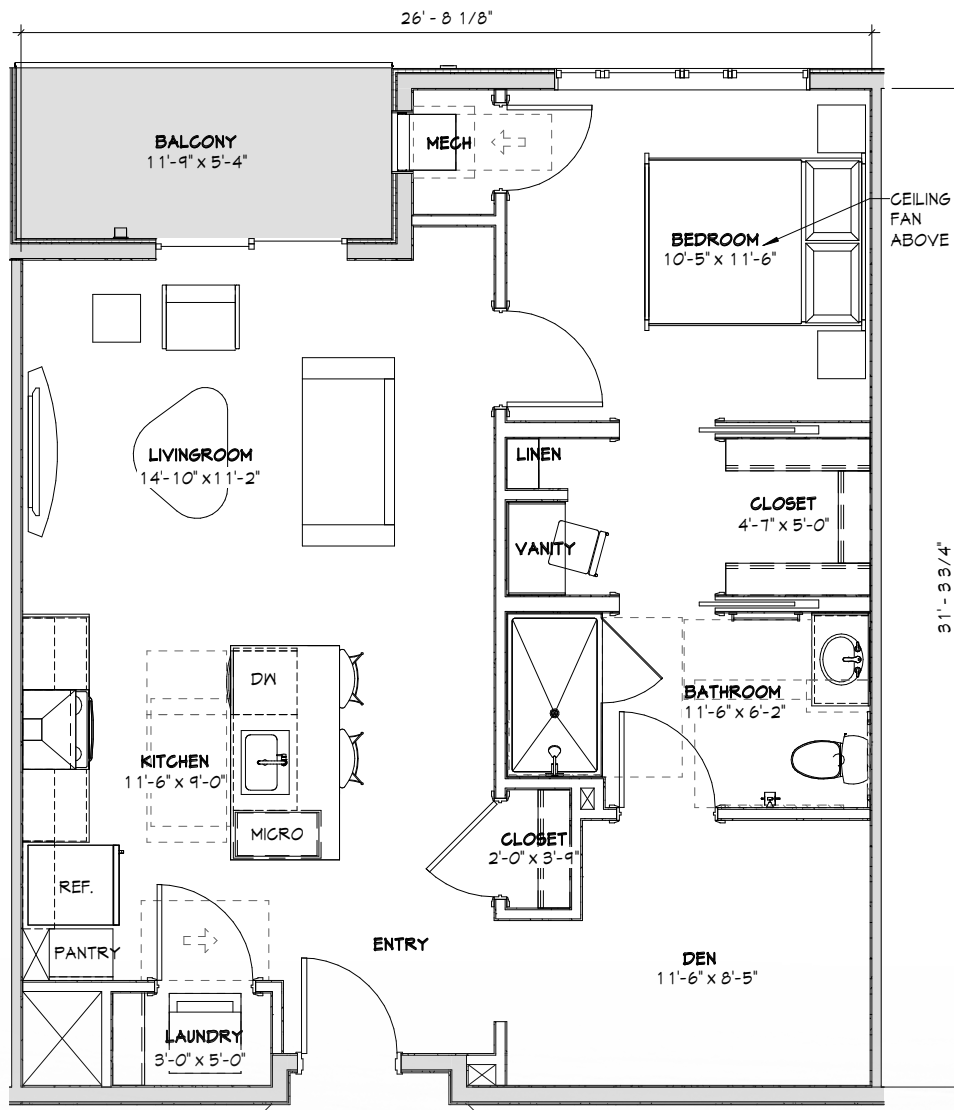 26' - 8 1/8"
BALCONY
11'-9" x 5'-4"
MECH
CEILING
FAN
ABOVE
BEDROOM
10'-5" x 11'-6"
LIVINGROOM
14'-10" x 11'-2"
LINEN
CLOSET
4'-7" x 5'-0"
VANITY
31' - 3 3/4"
DW
BATHROOM
11'-6" x 6'-2"
KITCHEN
11'-6" x 9'-0"
MICRO
CLOSET
2'-0" x 3'-9"
REF.
PANTRY
ENTRY
DEN
11'-6" x 8'-5"
LAUNDRY
3'-0" x 5'-0"